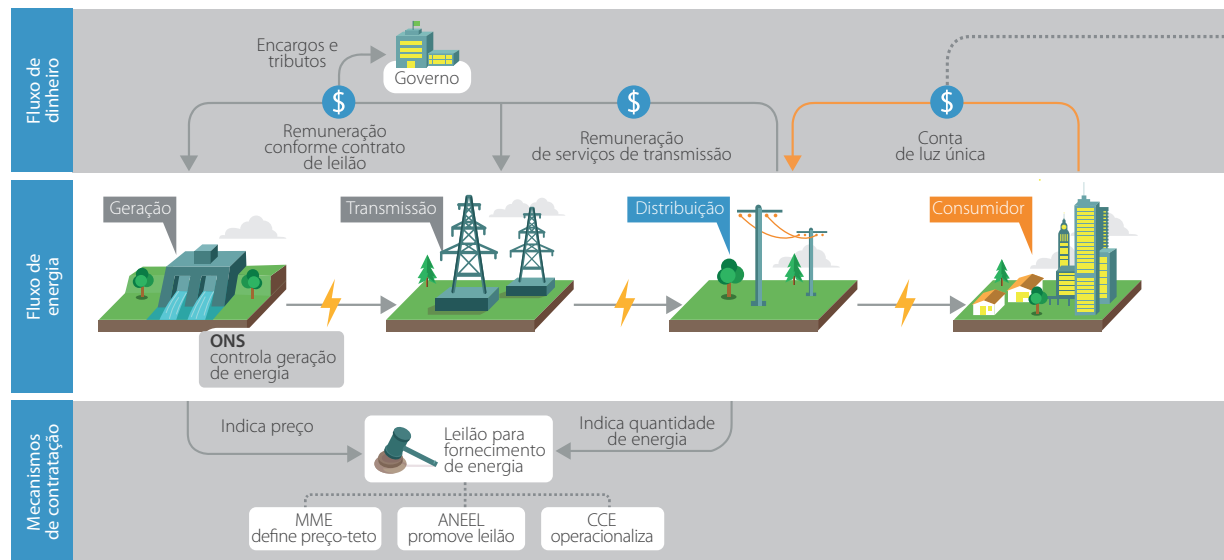 Fluxo de
dinheiro
Encargos e
tributos
Governo
$
Remuneração
conforme contrato
de leilão
$
Remuneração
de serviços de transmissão
$
Conta
de luz única
Fluxo de
energia
Geração
Transmissão
Distribuição
Consumidor
ONS
controla geração
de energia
Mecanismos
de contratação
Indica preço
Leilão para
fornecimento
de energia
Indica quantidade
de energia
MME
define preço-teto
ANEEL
promove leilão
CCE
operacionaliza